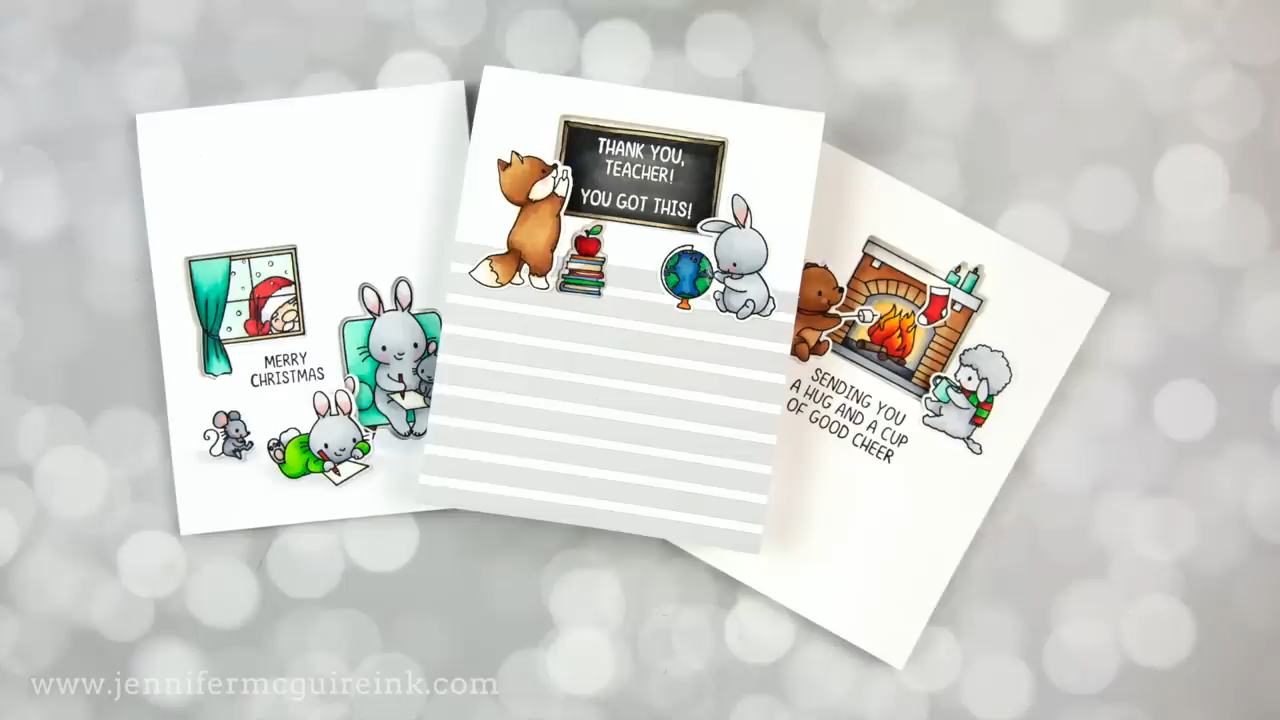 MERRY
CHRISTMAS
THANK YOU,
TEACHER!
YOU GOT THIS!
SENDING YOU
A HUG AND A CUP
OF GOOD CHEER
www.jennifermcguireink.com